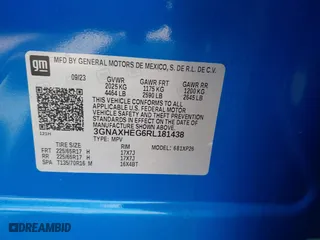 gm
MFD BY GENERAL MOTORS DE MEXICO, S. DE R.L. DE C.V.
09/23 GVWR GAWR FRT GAWR RR
2025 KG 1175 KG 1200 KG
4464 LB 2590 LB 2645 LB
THIS VEHICLE CONFORMS TO ALL
APPLICABLE U.S. FEDERAL MOTOR
VEHICLE SAFETY AND THEFT
PREVENTION STANDARDS IN EFFECT
ON THE DATE OF MANUFACTURE
SHOWN ABOVE.
3GNAXHEG6RL181438
TYPE: MPV
MODEL: 6B1XP26
TIRE SIZE RIM
FRT 225/65R17 H 17X7J
RR 225/65R17 H 17X7J
SPA T135/70R16 M 16X4BT
DREAMBID